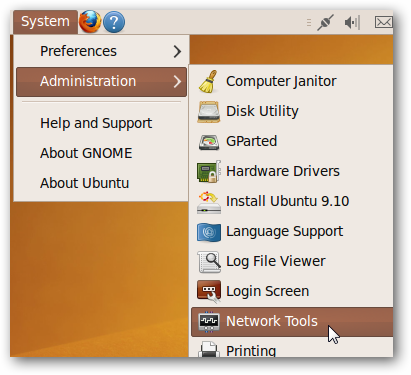 System
Preferences
Administration
Help and Support
About GNOME
About Ubuntu
Computer Janitor
Disk Utility
GParted
Hardware Drivers
Install Ubuntu 9.10
Language Support
Log File Viewer
Login Screen
Network Tools
Printing